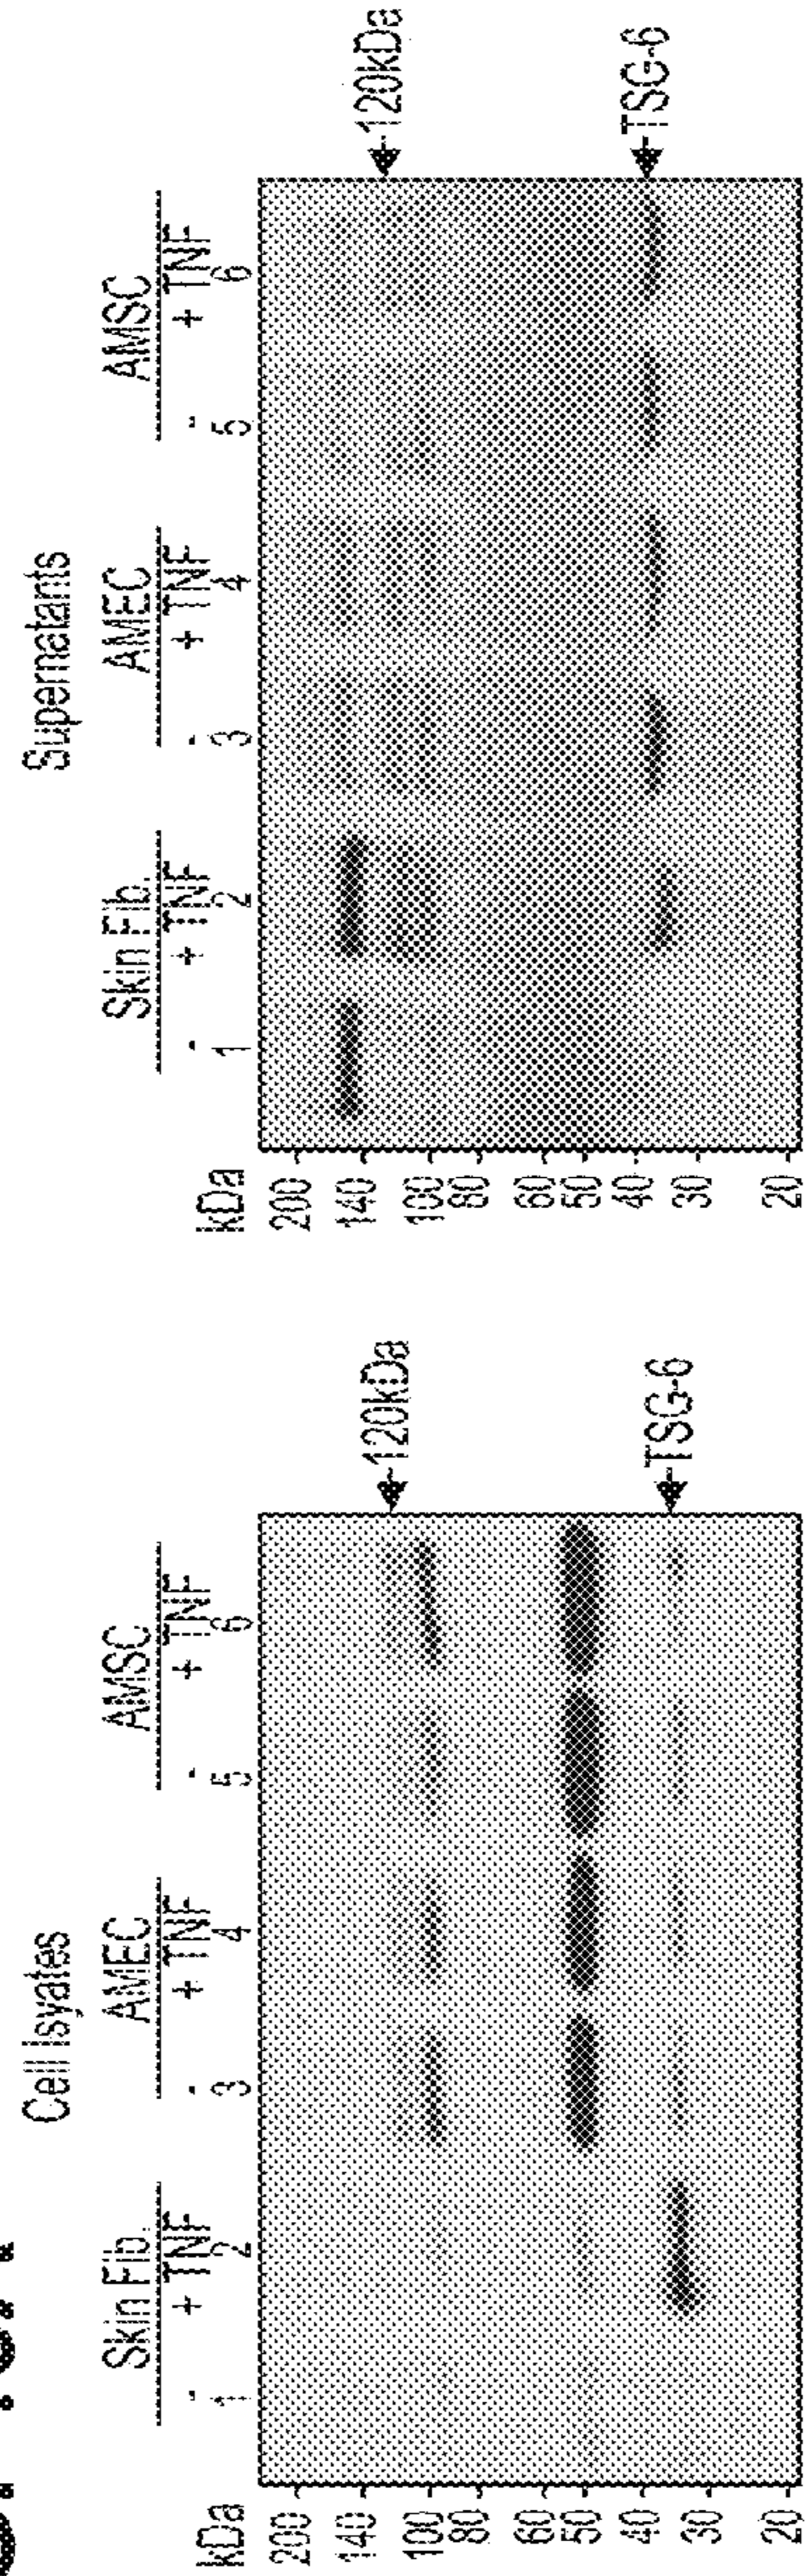 Cell lsyates
Skin Fib. AMEC AMSC
- + TNF - + TNF - + TNF
kDa 1 2 3 4 5 6
200
140
120kDa
100
80
60
50
40
TSG-6
30
20
Supernatants
Skin Fib. AMEC AMSC
- + TNF - + TNF - + TNF
kDa 1 2 3 4 5 6
200
140
120kDa
100
80
60
50
40
TSG-6
30
20